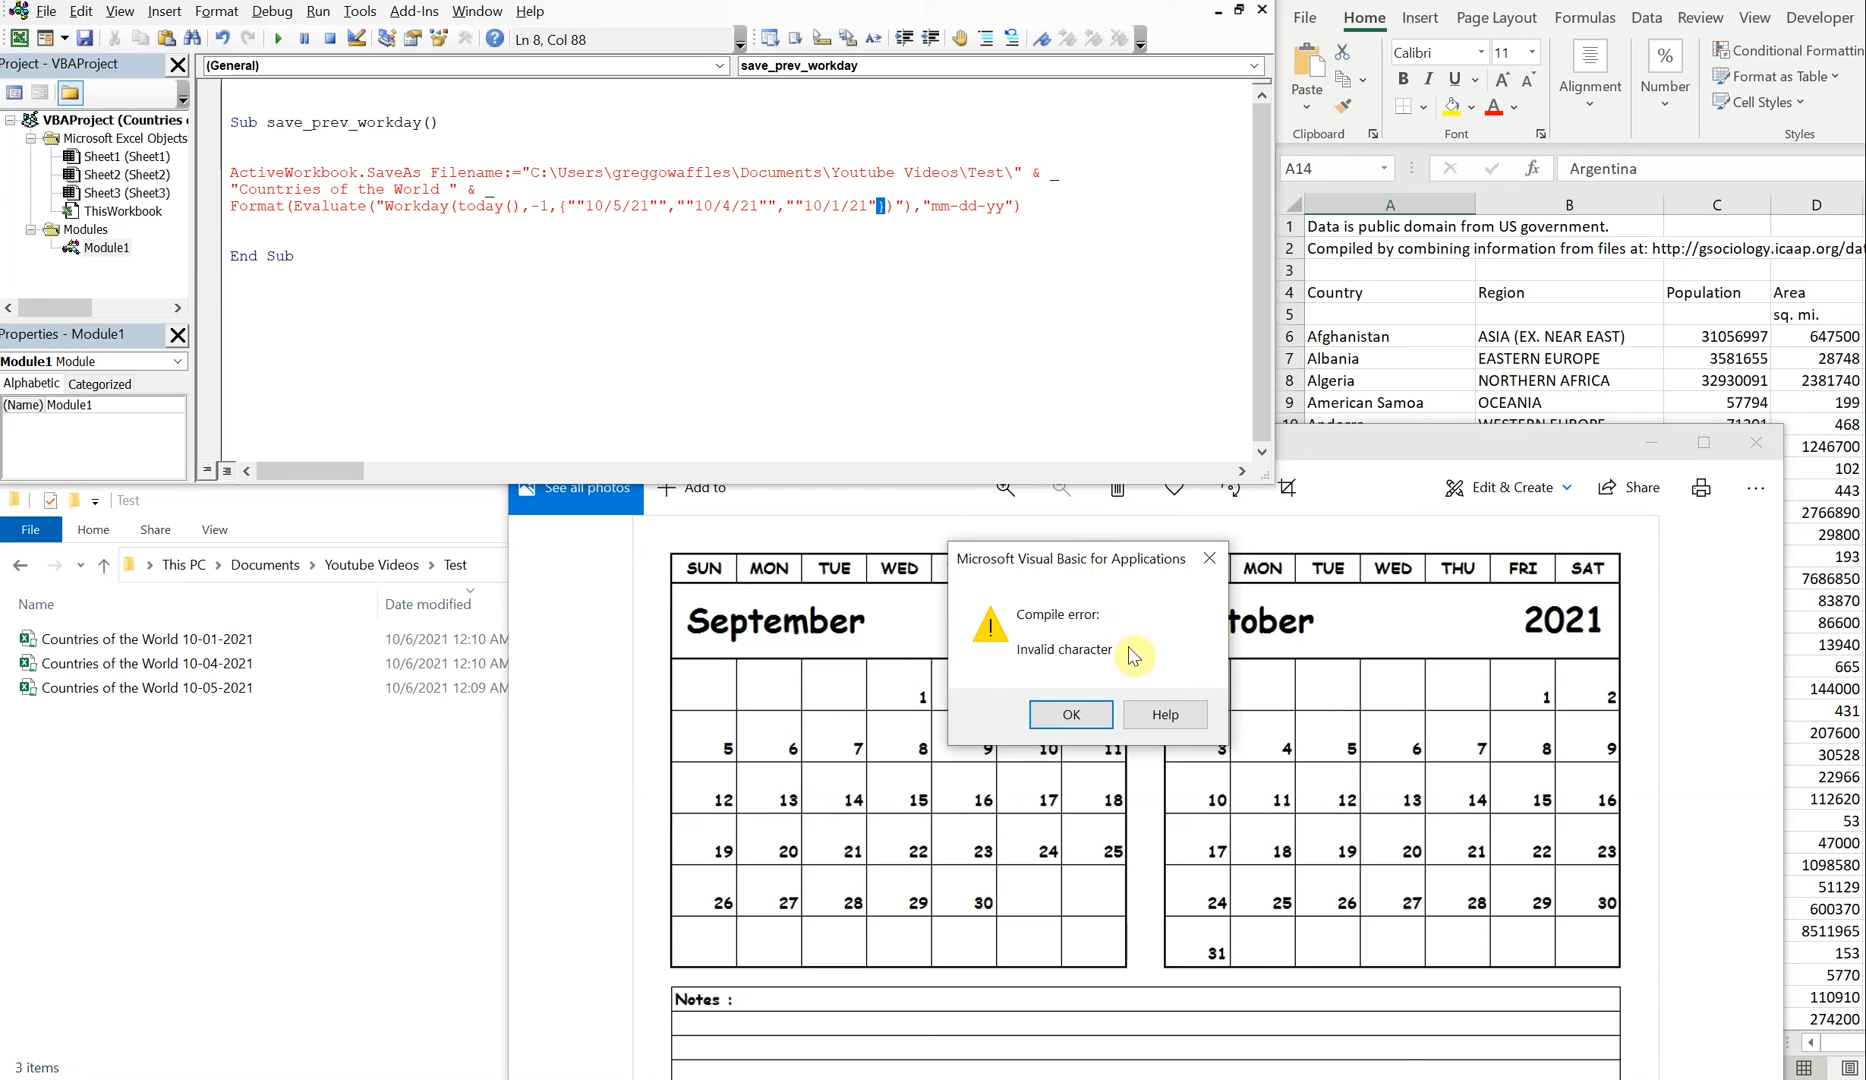 File Edit View Insert Format Debug Run Tools Add-Ins Window Help
Ln 8, Col 88
Project - VBAProject
(General)
save_prev_workday
VBAProject (Countries
Microsoft Excel Objects
Sheet1 (Sheet1)
Sheet2 (Sheet2)
Sheet3 (Sheet3)
ThisWorkbook
Modules
Module1
Properties - Module1
Module1 Module
Alphabetic Categorized
(Name) Module1
Sub save_prev_workday()
ActiveWorkbook.SaveAs Filename:="C:\Users\greggowaffles\Documents\Youtube Videos\Test\" & _
"Countries of the World " & _
Format(Evaluate("Workday(today(),-1,{""10/5/21"",""10/4/21"",""10/1/21"})"),"mm-dd-yy")
End Sub
File Home Insert Page Layout Formulas Data Review View Developer
Paste
Calibri 11
B I U
Alignment
Number
Conditional Formattin
Format as Table
Cell Styles
Clipboard Font Styles
A14 fx Argentina
A B C D
1 Data is public domain from US government.
2 Compiled by combining information from files at: http://gsociology.icaap.org/dat
3
4 Country Region Population Area
5 sq. mi.
6 Afghanistan ASIA (EX. NEAR EAST) 31056997 647500
7 Albania EASTERN EUROPE 3581655 28748
8 Algeria NORTHERN AFRICA 32930091 2381740
9 American Samoa OCEANIA 57794 199
468
1246700
102
443
2766890
29800
193
7686850
83870
86600
13940
665
144000
431
207600
30528
22966
112620
53
47000
1098580
51129
600370
8511965
153
5770
110910
274200
Test
File Home Share View
This PC Documents Youtube Videos Test
Name Date modified
Countries of the World 10-01-2021 10/6/2021 12:10 AM
Countries of the World 10-04-2021 10/6/2021 12:10 AM
Countries of the World 10-05-2021 10/6/2021 12:09 AM
3 items
See all photos
Add to
Edit & Create
Share
SUN MON TUE WED
September
1
5 6 7 8 9 10 11
12 13 14 15 16 17 18
19 20 21 22 23 24 25
26 27 28 29 30
MON TUE WED THU FRI SAT
tober 2021
1 2
3 4 5 6 7 8 9
10 11 12 13 14 15 16
17 18 19 20 21 22 23
24 25 26 27 28 29 30
31
Notes :
Microsoft Visual Basic for Applications
Compile error:
Invalid character
OK
Help